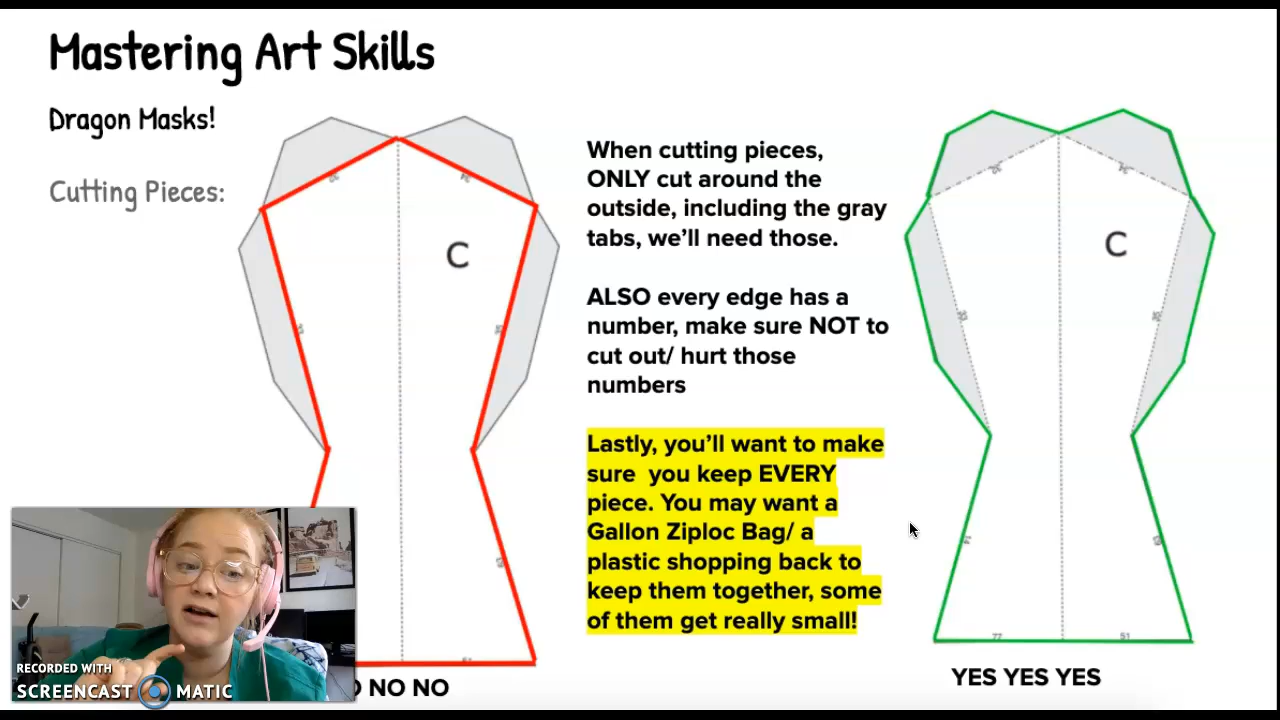 Mastering Art Skills
Dragon Masks!
Cutting Pieces:
When cutting pieces,
ONLY cut around the
outside, including the gray
tabs, we'll need those.
ALSO every edge has a
number, make sure NOT to
cut out/ hurt those
numbers
Lastly, you'll want to make
sure you keep EVERY
piece. You may want a
Gallon Ziploc Bag/ a
plastic shopping back to
keep them together, some
of them get really small!
C
C
NO NO
YES YES YES
77
51
RECORDED WITH
SCREENCAST MATIC